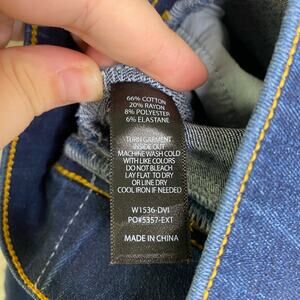 66% COTTON
20% RAYON
8% POLYESTER
6% ELASTANE
TURN GARMENT
INSIDE OUT
MACHINE WASH COLD
WITH LIKE COLORS
DO NOT BLEACH
LAY FLAT TO DRY
OR LINE DRY
COOL IRON IF NEEDED
W1536-DVI
PO#5357-EXT
MADE IN CHINA